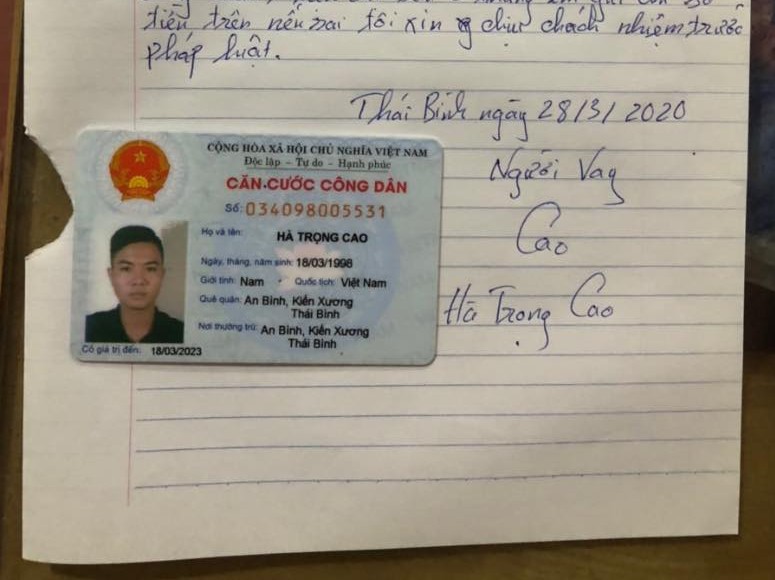 tiền trên nếu sai tôi xin chịu chách nhiệm trước
pháp luật.
Thái Bình ngày 28/3/2020
Người Vay
Cao
Hà Trọng Cao
CỘNG HÒA XÃ HỘI CHỦ NGHĨA VIỆT NAM
Độc lập - Tự do - Hạnh phúc
CĂN CƯỚC CÔNG DÂN
Số: 034098005531
Họ và tên: HÀ TRỌNG CAO
Ngày, tháng, năm sinh: 18/03/1998
Giới tính: Nam Quốc tịch: Việt Nam
Quê quán: An Bình, Kiến Xương
Thái Bình
Nơi thường trú: An Bình, Kiến Xương
Thái Bình
Có giá trị đến: 18/03/2023